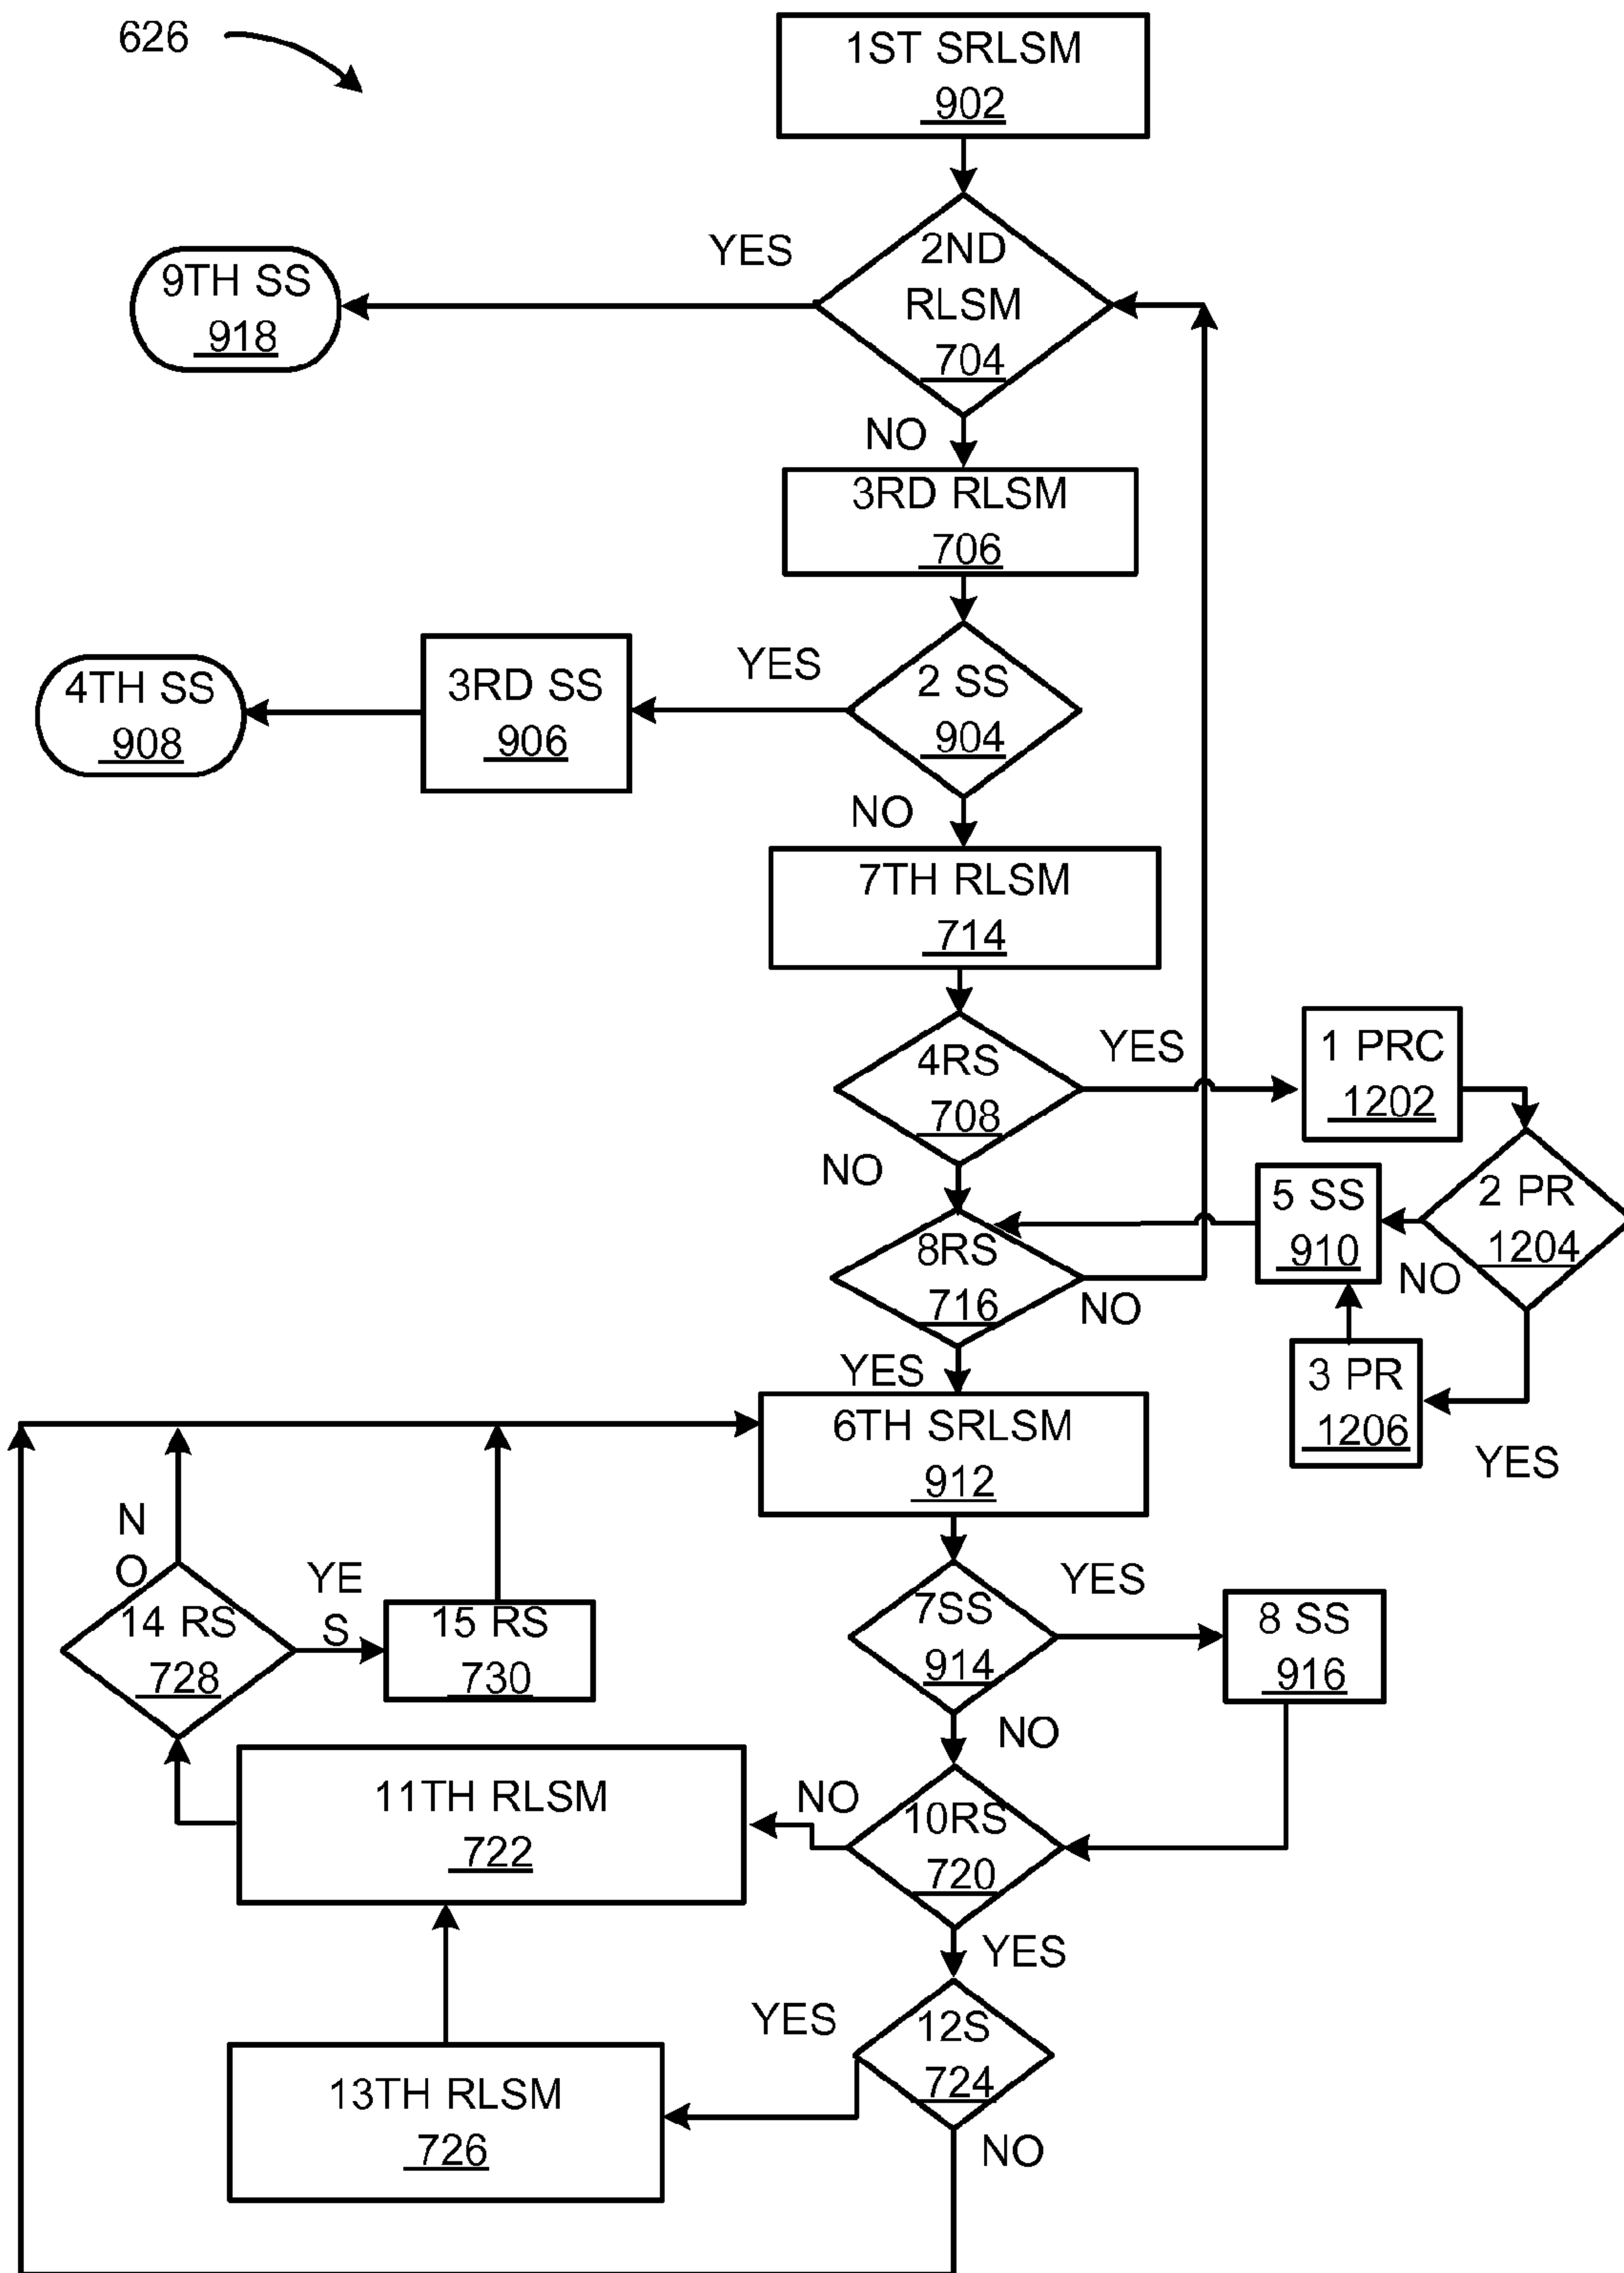 626
1ST SRLSM
902
YES
2ND
RLSM
704
9TH SS
918
NO
3RD RLSM
706
YES
2 SS
904
3RD SS
906
4TH SS
908
NO
7TH RLSM
714
4RS
708
YES
1 PRC
1202
NO
2 PR
1204
5 SS
910
NO
8RS
716
NO
3 PR
1206
YES
YES
6TH SRLSM
912
N
O
YE
S
14 RS
728
15 RS
730
7SS
914
YES
8 SS
916
NO
11TH RLSM
722
NO
10RS
720
YES
YES
12S
724
13TH RLSM
726
NO